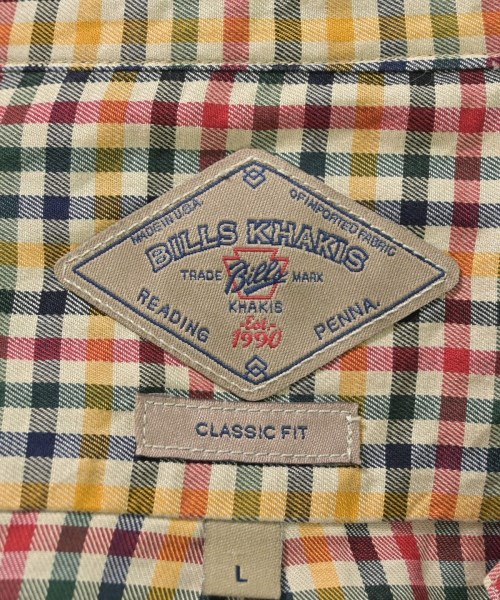 MADE IN U.S.A.
OF IMPORTED FABRIC
BILLS KHAKIS
TRADE Bills MARK
KHAKIS
READING PENNA.
-Est.-
1990
CLASSIC FIT
L